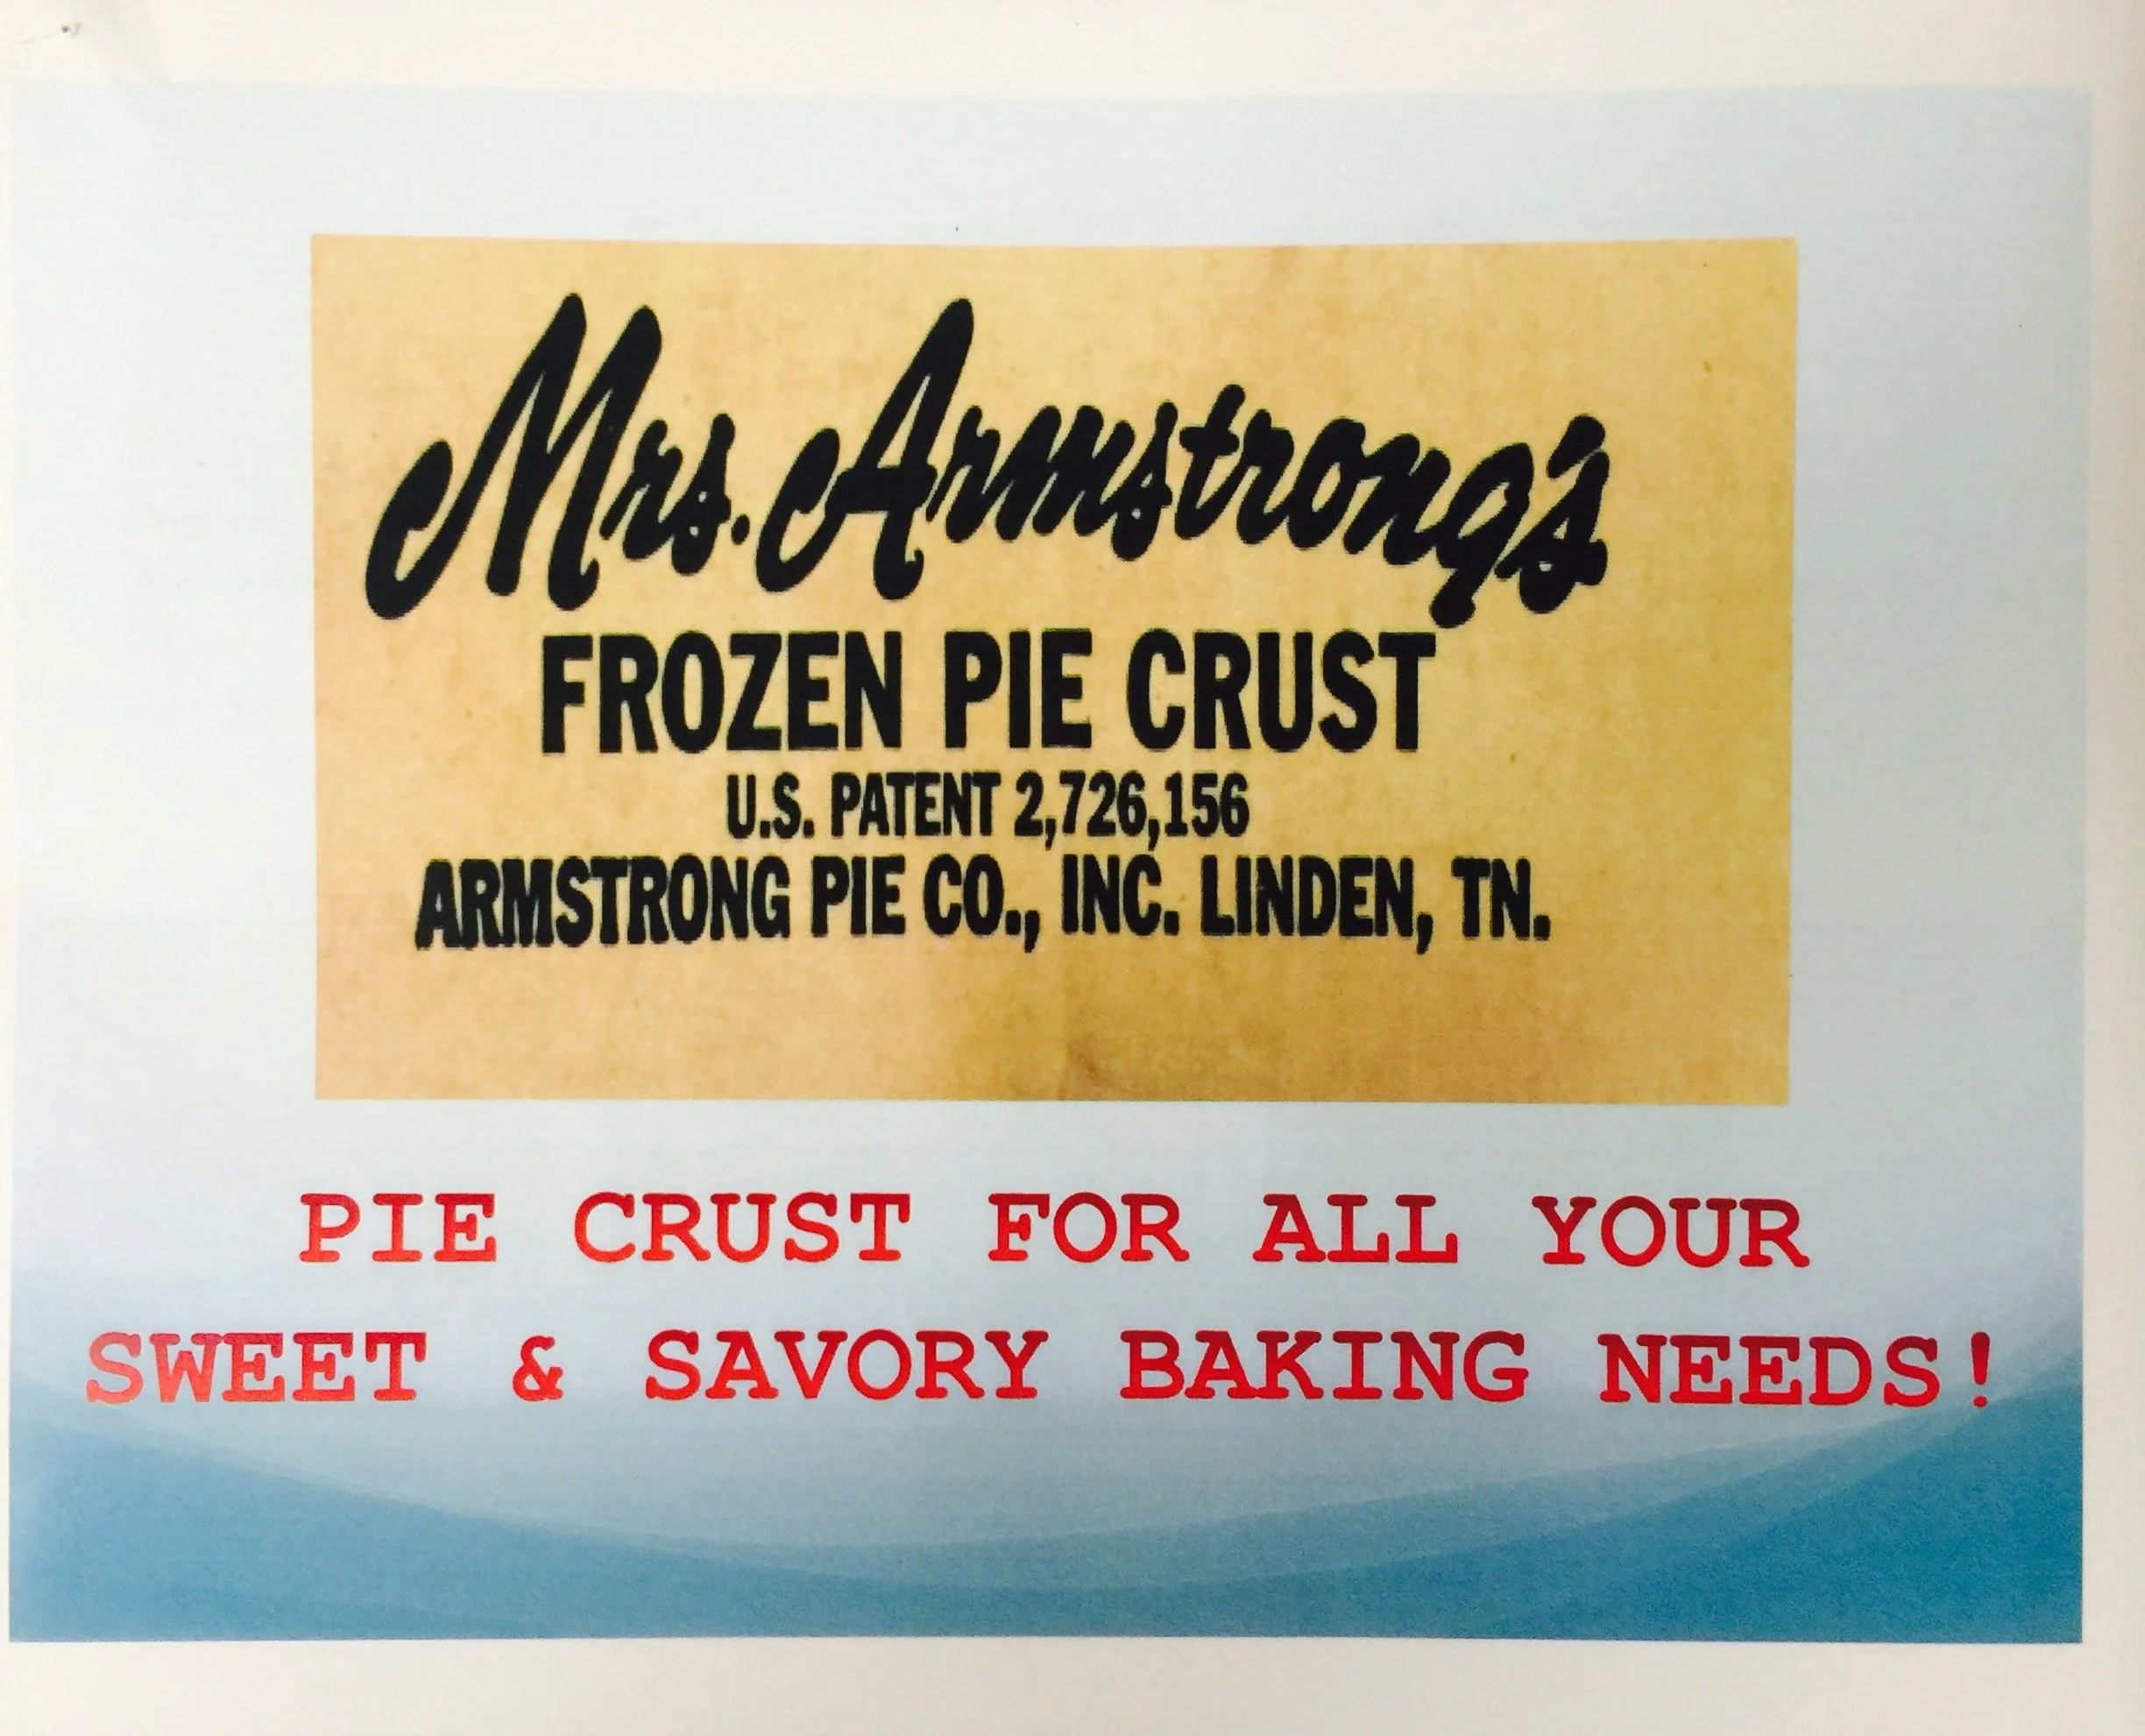 Mrs. Armstrong's
FROZEN PIE CRUST
U.S. PATENT 2,726,156
ARMSTRONG PIE CO., INC. LINDEN, TN.
PIE CRUST FOR ALL YOUR
SWEET & SAVORY BAKING NEEDS!